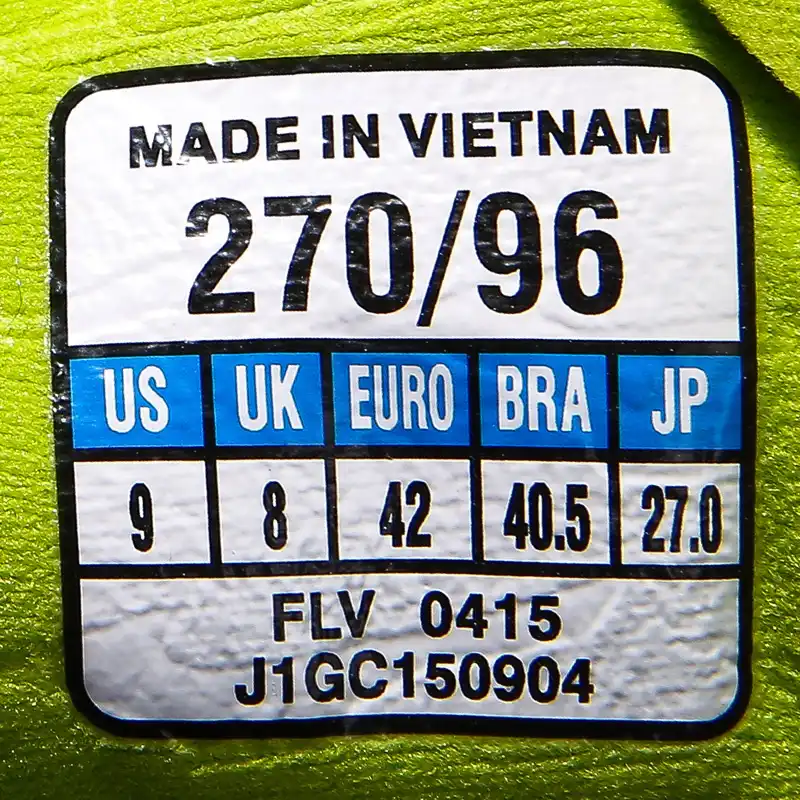 MADE IN VIETNAM
270/96
US UK EURO BRA JP
9 8 42 40.5 27.0
FLV 0415
J1GC150904